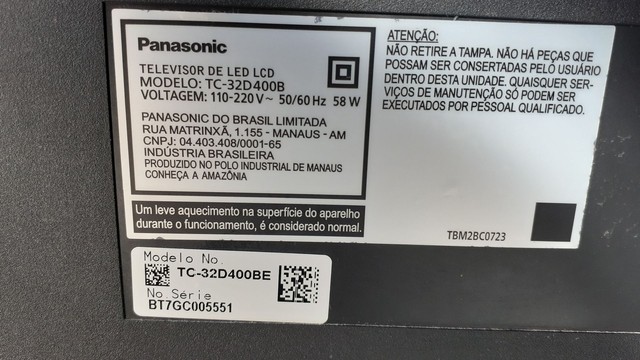 Panasonic
TELEVISOR DE LED LCD
MODELO: TC-32D400B
VOLTAGEM: 110-220 V ~ 50/60 Hz 58 W
PANASONIC DO BRASIL LIMITADA
RUA MATRINXÃ, 1.155 - MANAUS - AM
CNPJ: 04.403.408/0001-65
INDÚSTRIA BRASILEIRA
PRODUZIDO NO POLO INDUSTRIAL DE MANAUS
CONHEÇA A AMAZÔNIA
Um leve aquecimento na superfície do aparelho
durante o funcionamento, é considerado normal.
ATENÇÃO:
NÃO RETIRE A TAMPA. NÃO HÁ PEÇAS QUE
POSSAM SER CONSERTADAS PELO USUÁRIO
DENTRO DESTA UNIDADE. QUAISQUER SER-
VIÇOS DE MANUTENÇÃO SÓ PODEM SER
EXECUTADOS POR PESSOAL QUALIFICADO.
TBM2BC0723
Modelo No.
TC-32D400BE
No.Série
BT7GC005551